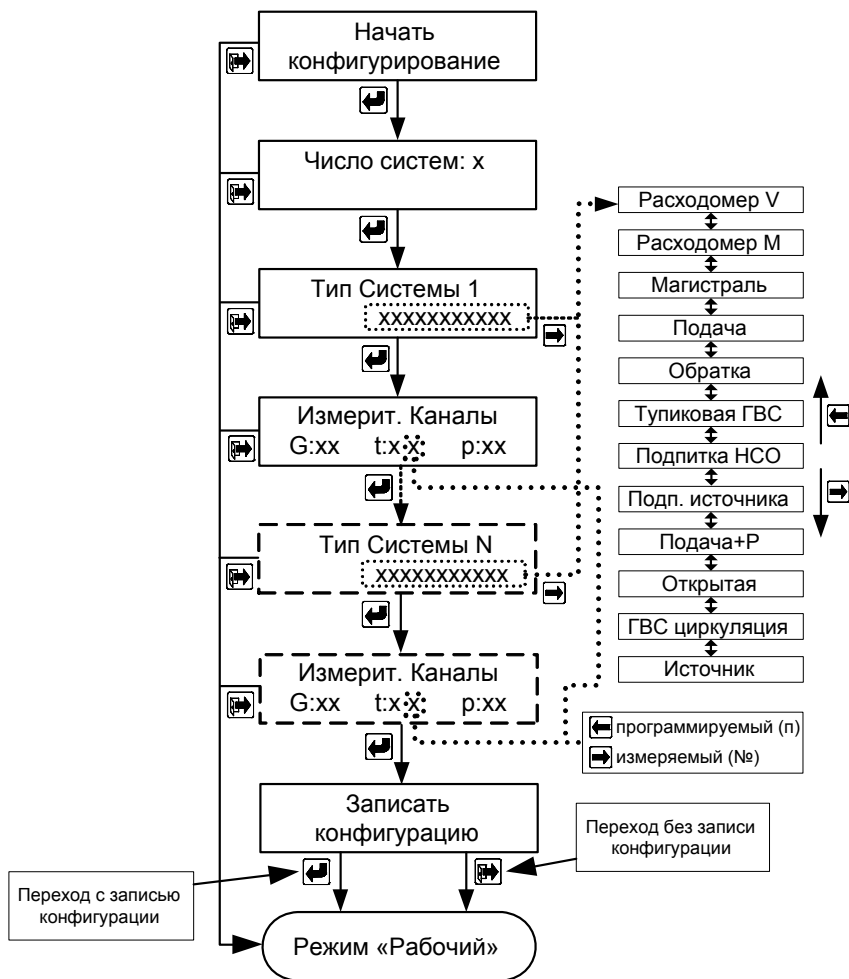 Начать
конфигурирование
Число систем: x
Тип Системы 1
xxxxxxxxxxx
Измерит. Каналы
G:xx t:x x p:xx
Тип Системы N
xxxxxxxxxxx
Измерит. Каналы
G:xx t:x x p:xx
Записать
конфигурацию
Переход с записью
конфигурации
Переход без записи
конфигурации
Режим «Рабочий»
Расходомер V
Расходомер М
Магистраль
Подача
Обратка
Тупиковая ГВС
Подпитка НСО
Подп. источника
Подача+Р
Открытая
ГВС циркуляция
Источник
программируемый (п)
измеряемый (№)